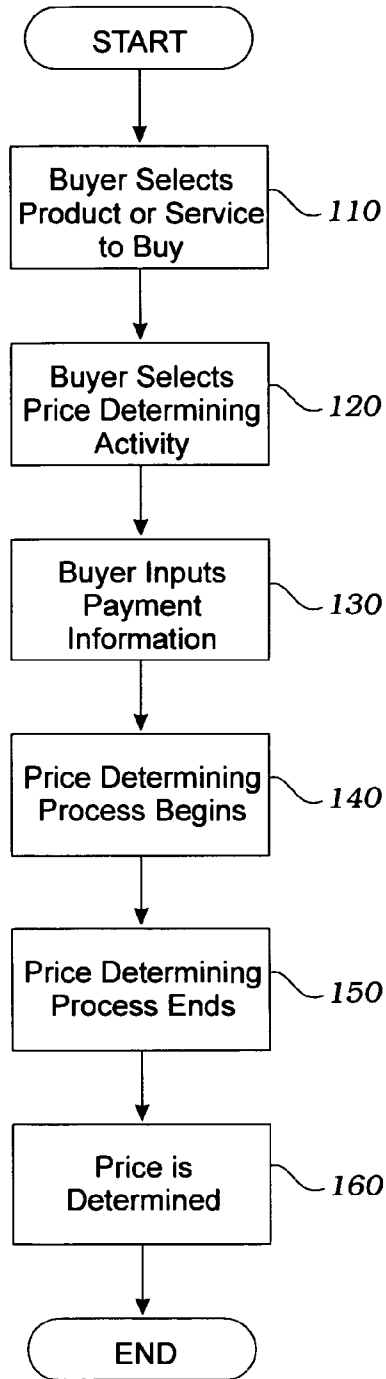 START
Buyer Selects
Product or Service
to Buy
110
Buyer Selects
Price Determining
Activity
120
Buyer Inputs
Payment
Information
130
Price Determining
Process Begins
140
Price Determining
Process Ends
150
Price is
Determined
160
END